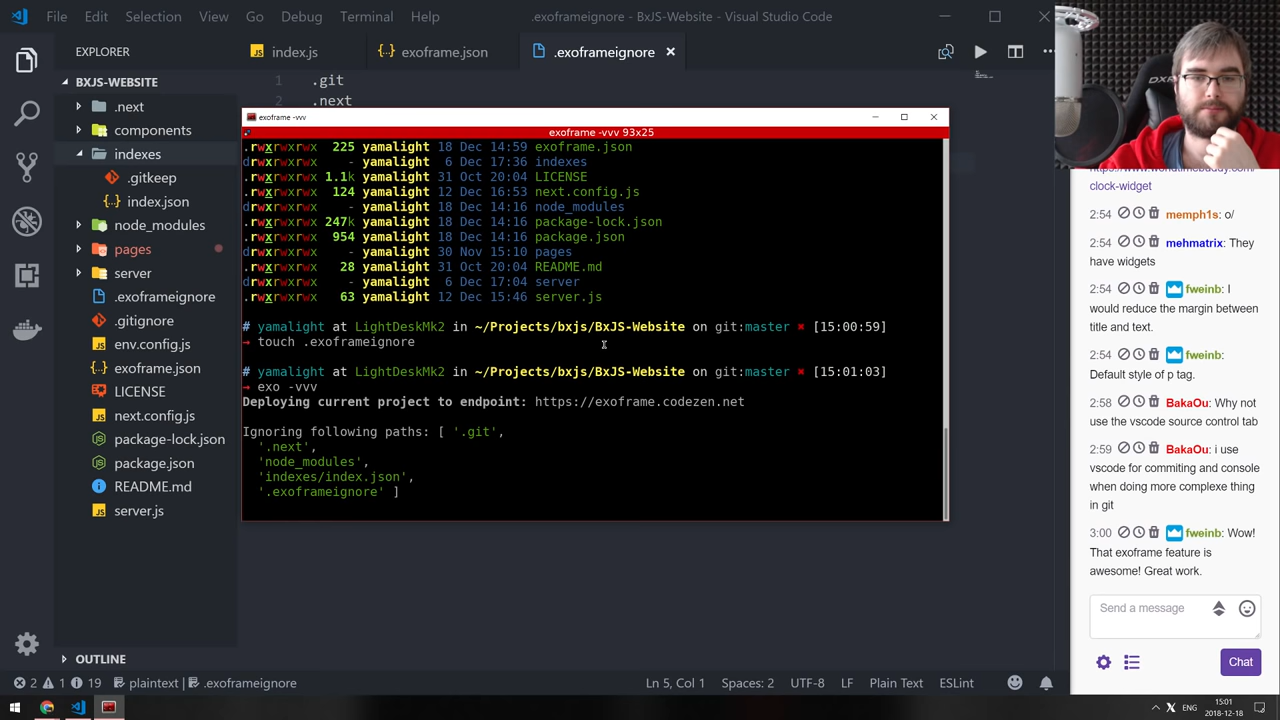 File Edit Selection View Go Debug Terminal Help
.exoframeignore - BxJS-Website - Visual Studio Code
EXPLORER
index.js
exoframe.json
.exoframeignore
BXJS-WEBSITE
.next
components
indexes
.gitkeep
index.json
node_modules
pages
server
.exoframeignore
.gitignore
env.config.js
exoframe.json
LICENSE
next.config.js
package-lock.json
package.json
README.md
server.js
OUTLINE
1 .git
2 .next
exoframe -vvv
exoframe -vvv 93x25
.rwxrwxrwx 225 yamalight 18 Dec 14:59 exoframe.json
drwxrwxrwx - yamalight 6 Dec 17:36 indexes
.rwxrwxrwx 1.1k yamalight 31 Oct 20:04 LICENSE
.rwxrwxrwx 124 yamalight 12 Dec 16:53 next.config.js
drwxrwxrwx - yamalight 18 Dec 14:16 node_modules
.rwxrwxrwx 247k yamalight 18 Dec 14:16 package-lock.json
.rwxrwxrwx 954 yamalight 18 Dec 14:16 package.json
drwxrwxrwx - yamalight 30 Nov 15:10 pages
.rwxrwxrwx 28 yamalight 31 Oct 20:04 README.md
drwxrwxrwx - yamalight 6 Dec 17:04 server
.rwxrwxrwx 63 yamalight 12 Dec 15:46 server.js
# yamalight at LightDeskMk2 in ~/Projects/bxjs/BxJS-Website on git:master ✖ [15:00:59]
→ touch .exoframeignore
# yamalight at LightDeskMk2 in ~/Projects/bxjs/BxJS-Website on git:master ✖ [15:01:03]
→ exo -vvv
Deploying current project to endpoint: https://exoframe.codezen.net
Ignoring following paths: [ '.git',
'.next',
'node_modules',
'indexes/index.json',
'.exoframeignore' ]
clock-widget
2:54 memph1s: o/
2:54 mehmatrix: They
have widgets
2:54 fweinb: I
would reduce the margin between
title and text.
2:54 fweinb:
Default style of p tag.
2:58 BakaOu: Why not
use the vscode source control tab
2:59 BakaOu: i use
vscode for commiting and console
when doing more complexe thing
in git
3:00 fweinb: Wow!
That exoframe feature is
awesome! Great work.
Send a message
Chat
2 1 19 plaintext | .exoframeignore
Ln 5, Col 1 Spaces: 2 UTF-8 LF Plain Text ESLint
ENG
15:01
2018-12-18